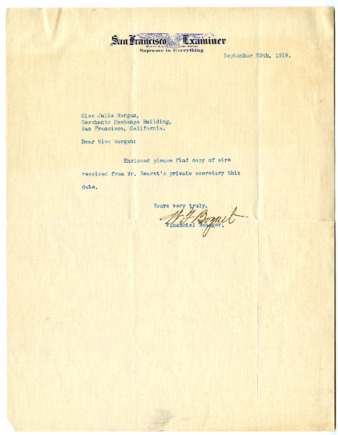 San Francisco Examiner
Supreme in Everything
September 29th, 1919.
Miss Julia Morgan,
Merchants Exchange Building,
San Francisco, California.
Dear Miss Morgan:
Enclosed please find copy of wire
received from Mr. Hearst's private secretary this
date.
Yours very truly,
W F Bogart
Financial Manager.